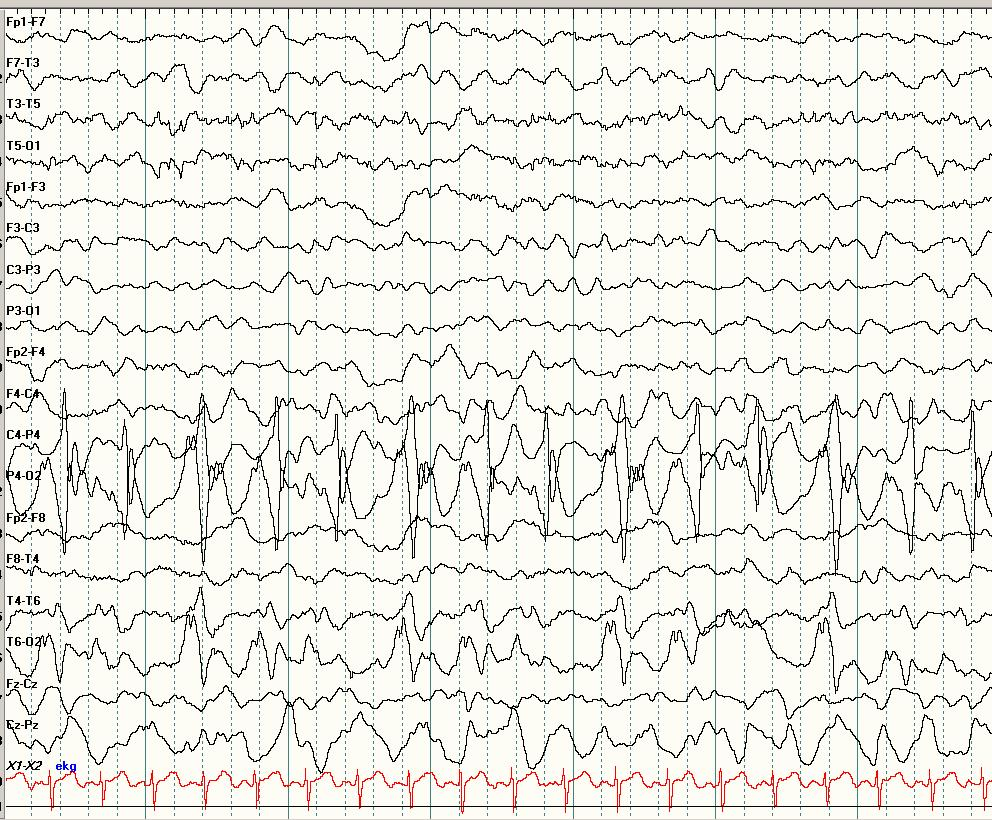 Fp1-F7
F7-T3
T3-T5
T5-O1
Fp1-F3
F3-C3
C3-P3
P3-O1
Fp2-F4
F4-C4
C4-P4
P4-O2
Fp2-F8
F8-T4
T4-T6
T6-O2
Fz-Cz
Cz-Pz
X1-X2 ekg